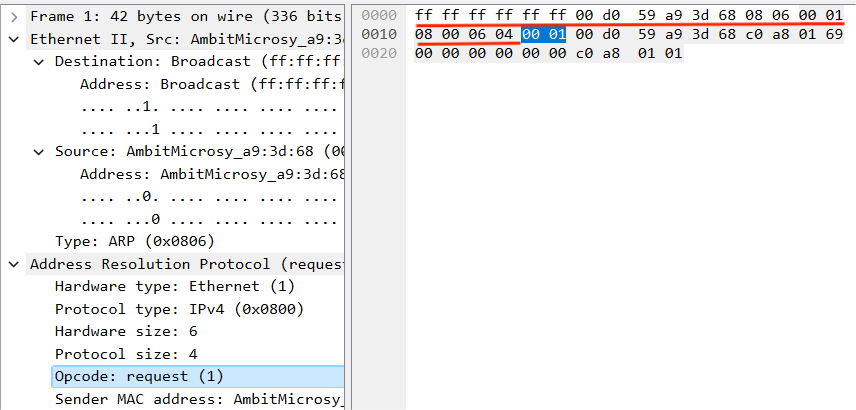 Frame 1: 42 bytes on wire (336 bits
Ethernet II, Src: AmbitMicrosy_a9:3d
Destination: Broadcast (ff:ff:ff:
Address: Broadcast (ff:ff:ff:f
.... ..1. .... .... .... ....
.... ...1 .... .... .... ....
Source: AmbitMicrosy_a9:3d:68 (00
Address: AmbitMicrosy_a9:3d:68
.... ..0. .... .... .... ....
.... ...0 .... .... .... ....
Type: ARP (0x0806)
Address Resolution Protocol (request
Hardware type: Ethernet (1)
Protocol type: IPv4 (0x0800)
Hardware size: 6
Protocol size: 4
Opcode: request (1)
Sender MAC address: AmbitMicrosy_
0000 ff ff ff ff ff ff 00 d0 59 a9 3d 68 08 06 00 01
0010 08 00 06 04 00 01 00 d0 59 a9 3d 68 c0 a8 01 69
0020 00 00 00 00 00 00 c0 a8 01 01